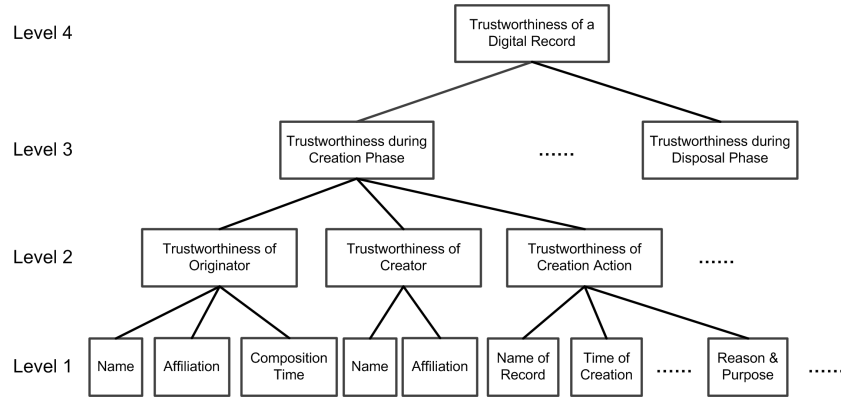 Level 4
Trustworthiness of a
Digital Record
Level 3
Trustworthiness during
Creation Phase
......
Trustworthiness during
Disposal Phase
Level 2
Trustworthiness of
Originator
Trustworthiness of
Creator
Trustworthiness of
Creation Action
......
Level 1
Name
Affiliation
Composition
Time
Name
Affiliation
Name of
Record
Time of
Creation
......
Reason &
Purpose
......